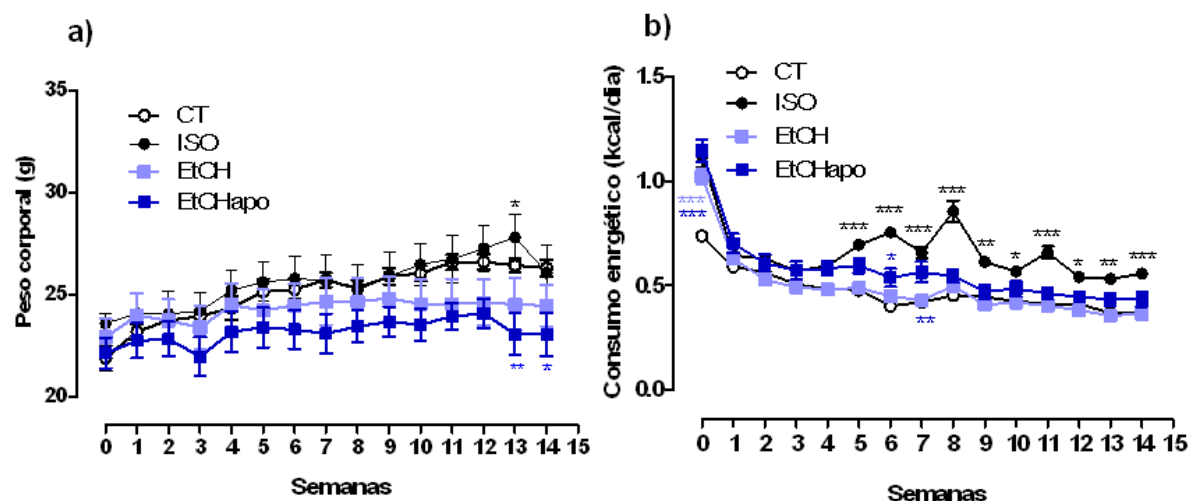 a)
Peso corporal (g)
35
30
25
20
CT
ISO
EtCH
EtCHapo
*
**
*
0 1 2 3 4 5 6 7 8 9 10 11 12 13 14 15
Semanas
b)
Consumo enrgético (kcal/dia)
1.5
1.0
0.5
0.0
CT
ISO
EtCH
EtCHapo
***
***
***
***
***
***
**
*
***
*
**
***
*
**
0 1 2 3 4 5 6 7 8 9 10 11 12 13 14 15
Semanas